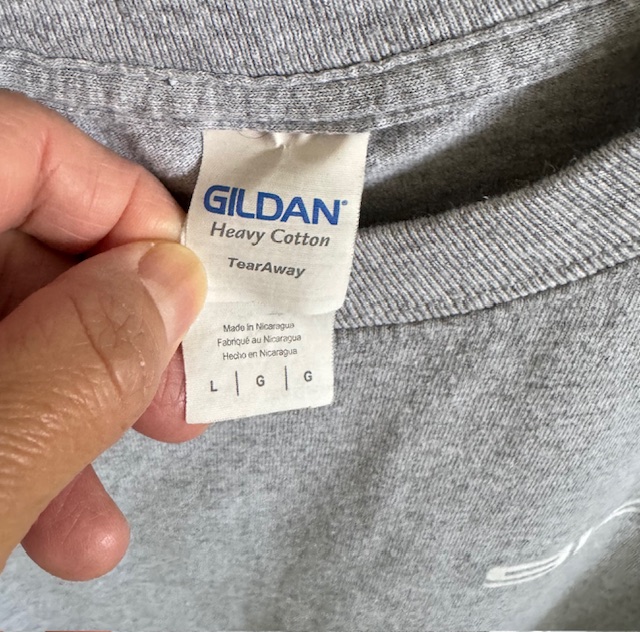 GILDAN®
Heavy Cotton
TearAway
Made in Nicaragua
Fabriqué au Nicaragua
Hecho en Nicaragua
L | G | G